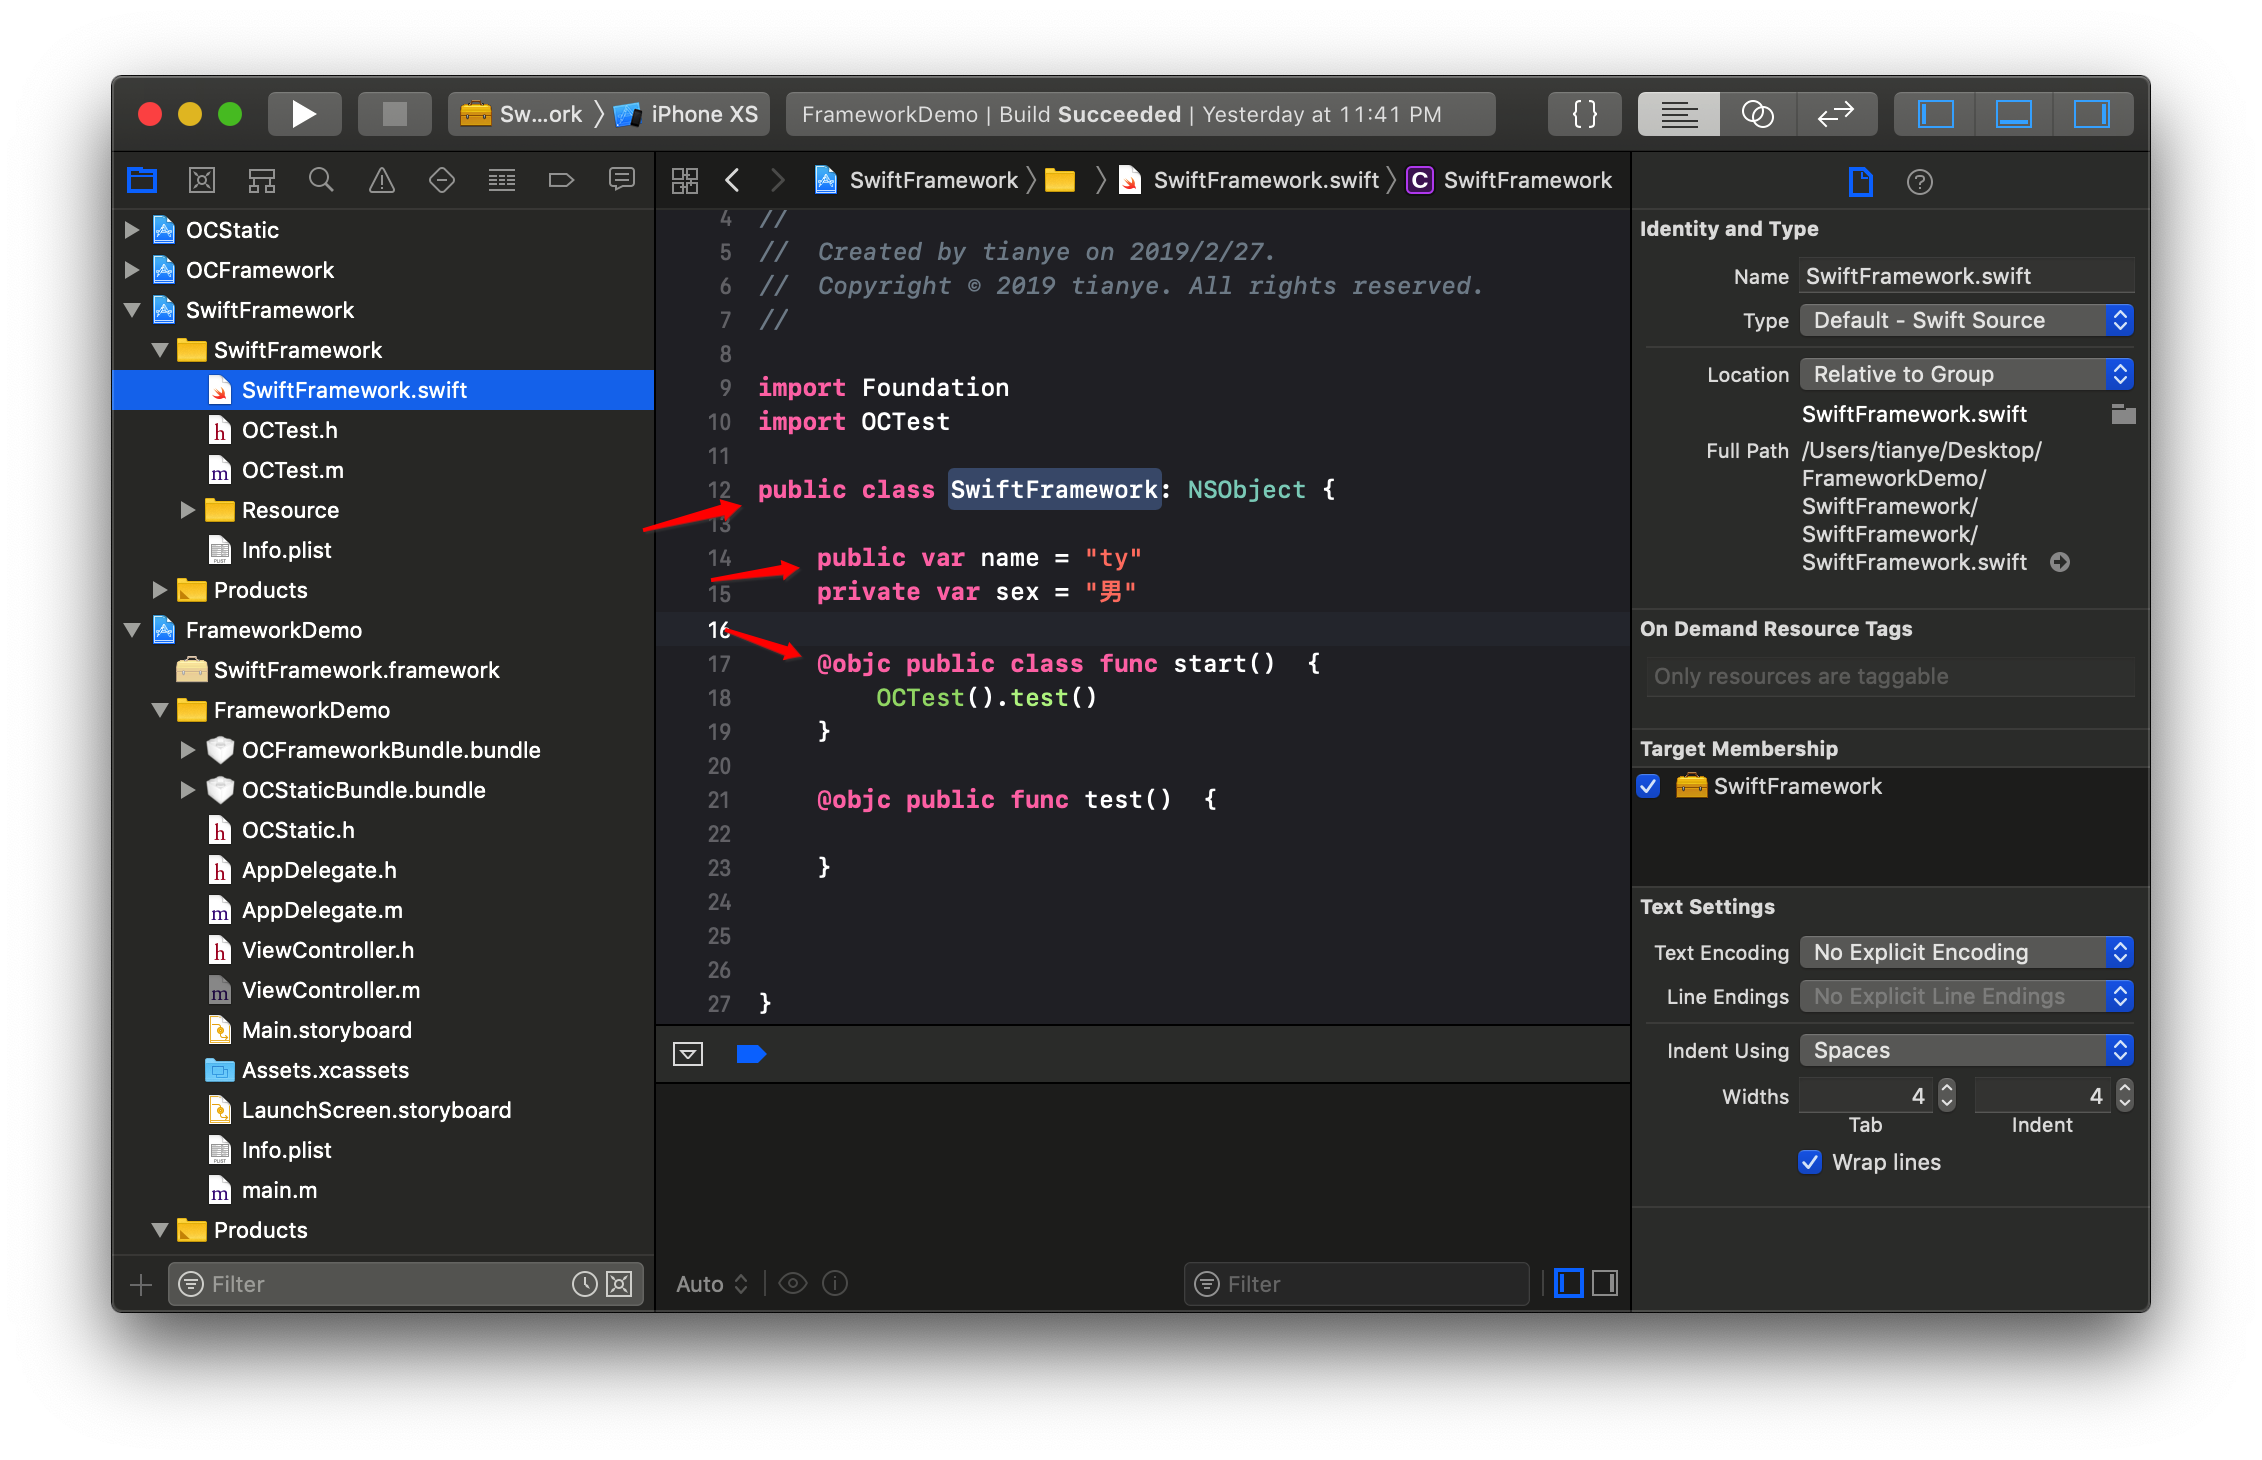 Sw...ork 〉 iPhone XS
FrameworkDemo | Build Succeeded | Yesterday at 11:41 PM
{}
OCStatic
OCFramework
SwiftFramework
SwiftFramework
SwiftFramework.swift
OCTest.h
OCTest.m
Resource
Info.plist
Products
FrameworkDemo
SwiftFramework.framework
FrameworkDemo
OCFrameworkBundle.bundle
OCStaticBundle.bundle
OCStatic.h
AppDelegate.h
AppDelegate.m
ViewController.h
ViewController.m
Main.storyboard
Assets.xcassets
LaunchScreen.storyboard
Info.plist
main.m
Products
Filter
SwiftFramework 〉 〉 SwiftFramework.swift 〉 C SwiftFramework
4 //
5 //  Created by tianye on 2019/2/27.
6 //  Copyright © 2019 tianye. All rights reserved.
7 //
8
9 import Foundation
10 import OCTest
11
12 public class SwiftFramework: NSObject {
13
14     public var name = "ty"
15     private var sex = "男"
16
17     @objc public class func start()  {
18         OCTest().test()
19     }
20
21     @objc public func test()  {
22
23     }
24
25
26
27 }
Auto
Filter
Identity and Type
Name SwiftFramework.swift
Type Default - Swift Source
Location Relative to Group
SwiftFramework.swift
Full Path /Users/tianye/Desktop/
FrameworkDemo/
SwiftFramework/
SwiftFramework/
SwiftFramework.swift
On Demand Resource Tags
Only resources are taggable
Target Membership
SwiftFramework
Text Settings
Text Encoding No Explicit Encoding
Line Endings No Explicit Line Endings
Indent Using Spaces
Widths 4 4
Tab Indent
Wrap lines